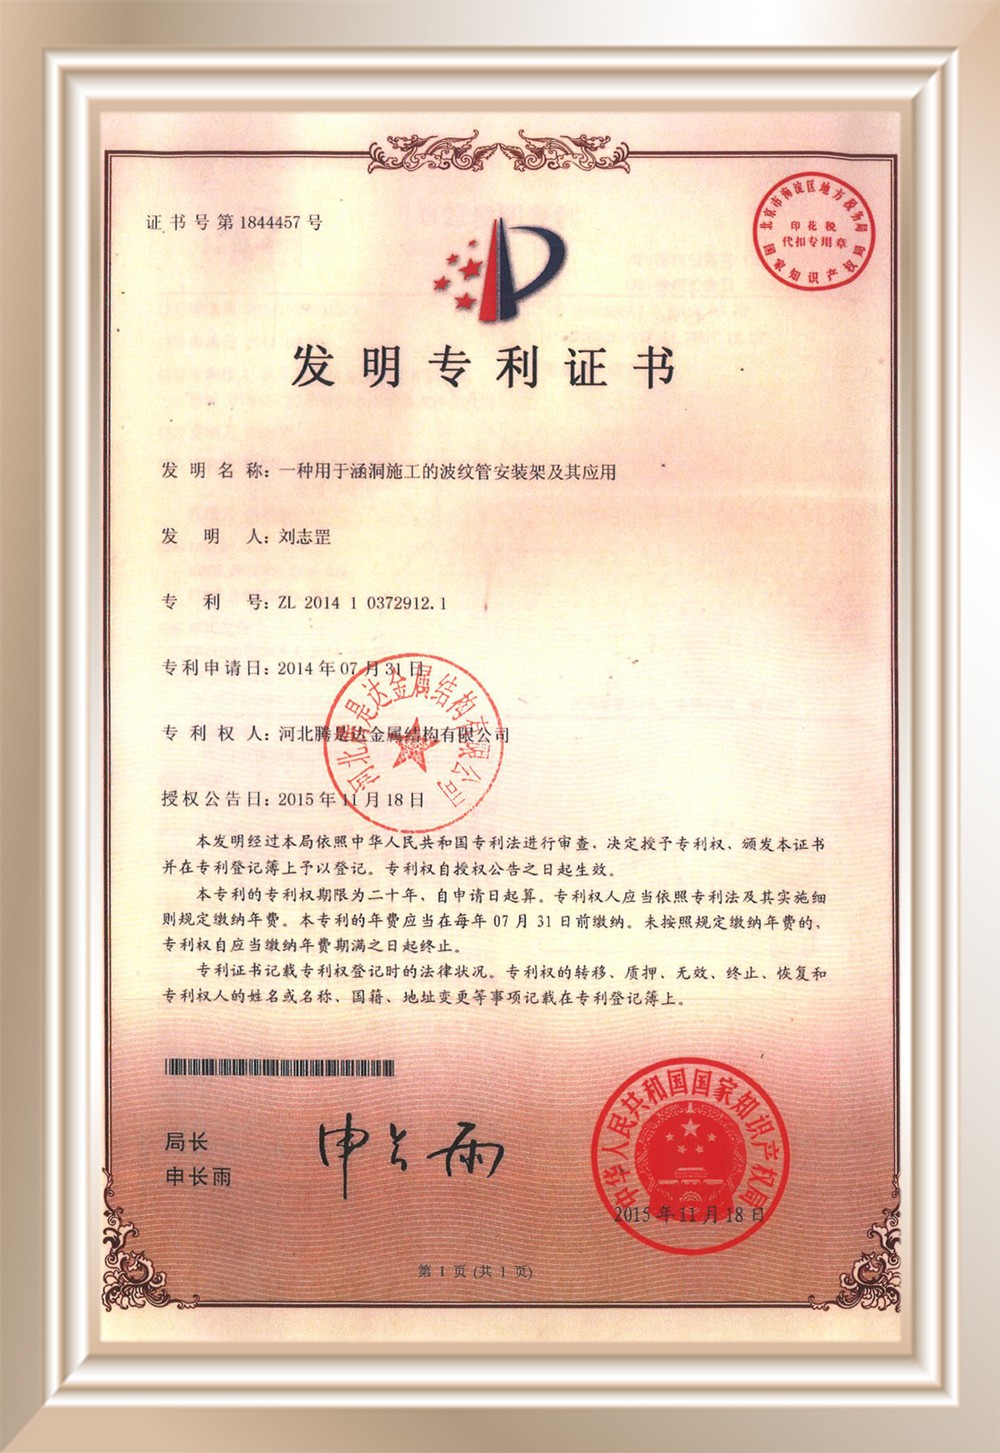 证书号第1844457号
北京市海淀区地方税务局
印花税
代扣专用章
国家知识产权局
发明专利证书
发明名称：一种用于涵洞施工的波纹管安装架及其应用
发明人：刘志罡
专利号：ZL 2014 1 0372912.1
专利申请日：2014年07月31日
专利权人：河北腾是达金属结构有限公司
河北腾是达金属结构有限公司
授权公告日：2015年11月18日
本发明经过本局依照中华人民共和国专利法进行审查，决定授予专利权，颁发本证书
并在专利登记簿上予以登记。专利权自授权公告之日起生效。
本专利的专利权期限为二十年，自申请日起算。专利权人应当依照专利法及其实施细
则规定缴纳年费。本专利的年费应当在每年07月31日前缴纳。未按照规定缴纳年费的，
专利权自应当缴纳年费期满之日起终止。
专利证书记载专利权登记时的法律状况。专利权的转移、质押、无效、终止、恢复和
专利权人的姓名或名称、国籍、地址变更等事项记载在专利登记簿上。
局长
申长雨
申长雨
中华人民共和国国家知识产权局
2015年11月18日
第1页(共1页)